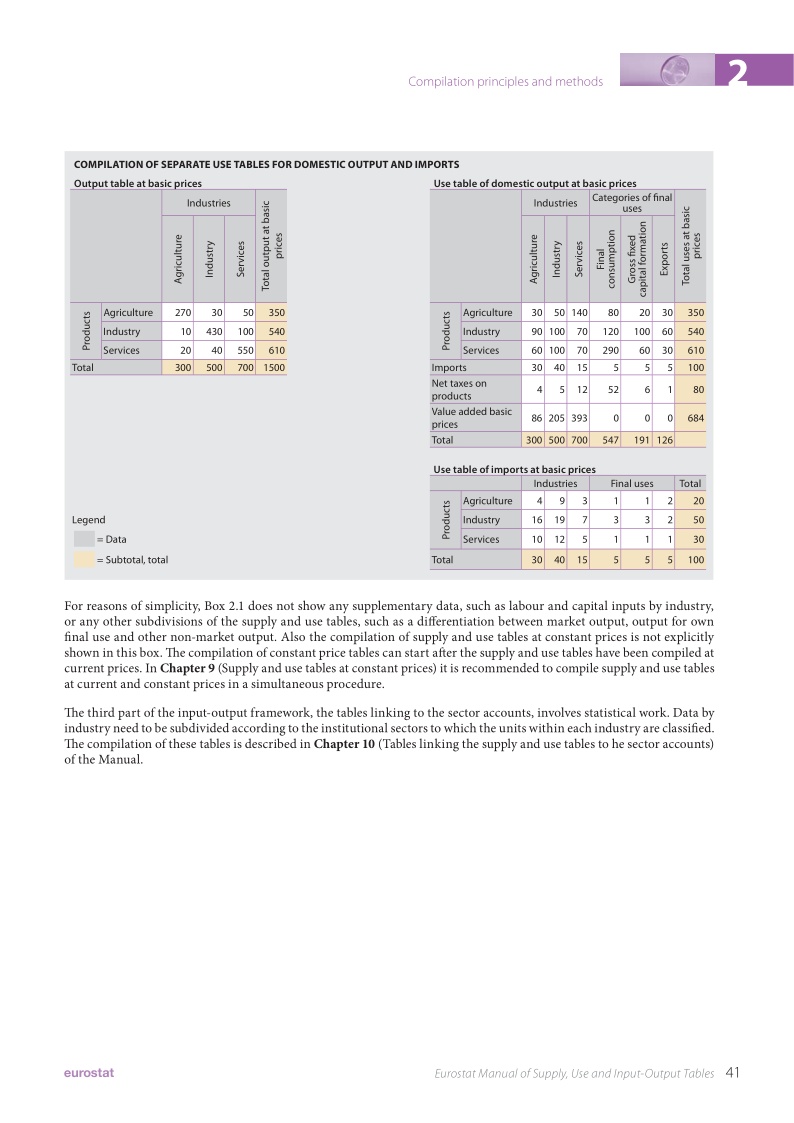 Compilation principles and methods
2
COMPILATION OF SEPARATE USE TABLES FOR DOMESTIC OUTPUT AND IMPORTS
Output table at basic prices
Industries
Agriculture
Industry
Services
Total output at basic prices
Products
Agriculture 270 30 50 350
Industry 10 430 100 540
Services 20 40 550 610
Total 300 500 700 1500
Legend
= Data
= Subtotal, total
Use table of domestic output at basic prices
Industries
Categories of final uses
Agriculture
Industry
Services
Final consumption
Gross fixed capital formation
Exports
Total uses at basic prices
Products
Agriculture 30 50 140 80 20 30 350
Industry 90 100 70 120 100 60 540
Services 60 100 70 290 60 30 610
Imports 30 40 15 5 5 5 100
Net taxes on products 4 5 12 52 6 1 80
Value added basic prices 86 205 393 0 0 0 684
Total 300 500 700 547 191 126
Use table of imports at basic prices
Industries Final uses Total
Products
Agriculture 4 9 3 1 1 2 20
Industry 16 19 7 3 3 2 50
Services 10 12 5 1 1 1 30
Total 30 40 15 5 5 5 100
For reasons of simplicity, Box 2.1 does not show any supplementary data, such as labour and capital inputs by industry,
or any other subdivisions of the supply and use tables, such as a differentiation between market output, output for own
final use and other non-market output. Also the compilation of supply and use tables at constant prices is not explicitly
shown in this box. The compilation of constant price tables can start after the supply and use tables have been compiled at
current prices. In Chapter 9 (Supply and use tables at constant prices) it is recommended to compile supply and use tables
at current and constant prices in a simultaneous procedure.
The third part of the input-output framework, the tables linking to the sector accounts, involves statistical work. Data by
industry need to be subdivided according to the institutional sectors to which the units within each industry are classified.
The compilation of these tables is described in Chapter 10 (Tables linking the supply and use tables to he sector accounts)
of the Manual.
eurostat
Eurostat Manual of Supply, Use and Input-Output Tables 41